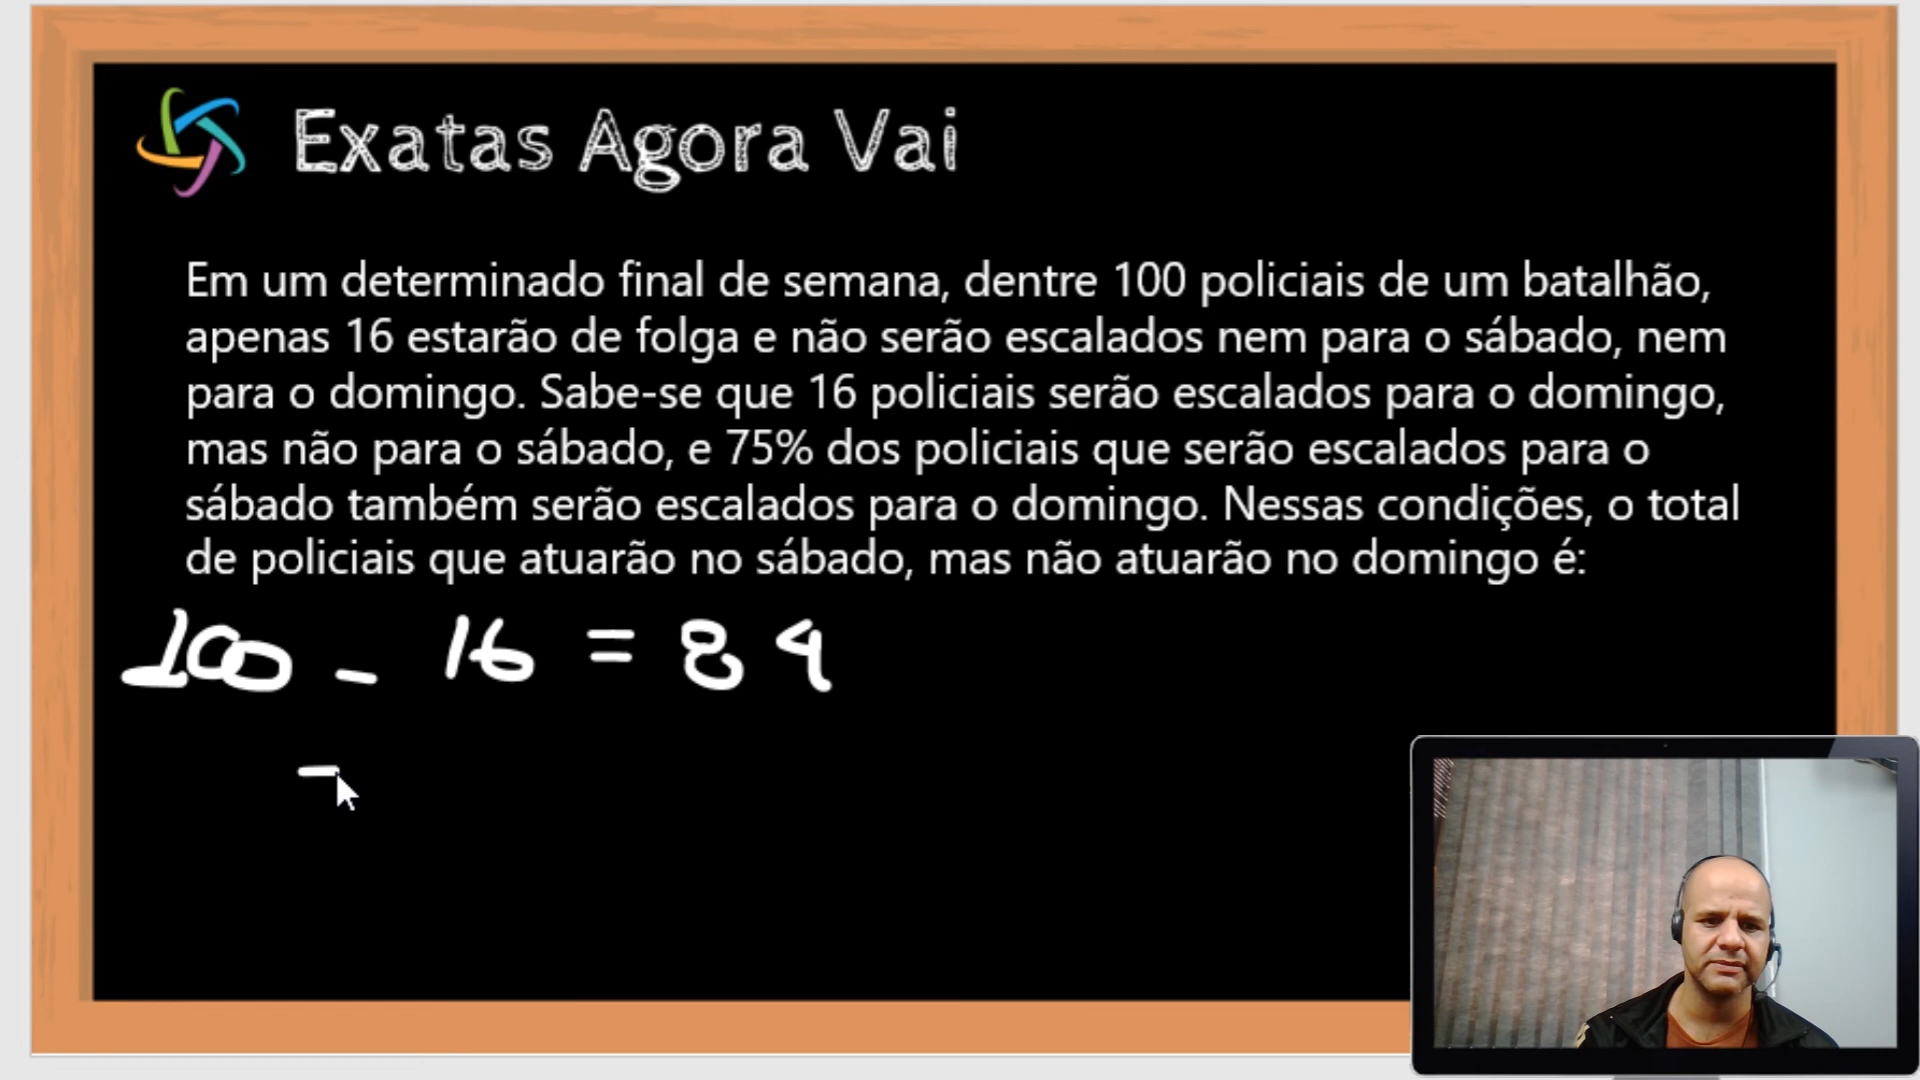 Exatas Agora Vai
Em um determinado final de semana, dentre 100 policiais de um batalhão,
apenas 16 estarão de folga e não serão escalados nem para o sábado, nem
para o domingo. Sabe-se que 16 policiais serão escalados para o domingo,
mas não para o sábado, e 75% dos policiais que serão escalados para o
sábado também serão escalados para o domingo. Nessas condições, o total
de policiais que atuarão no sábado, mas não atuarão no domingo é:
100 - 16 = 84
-